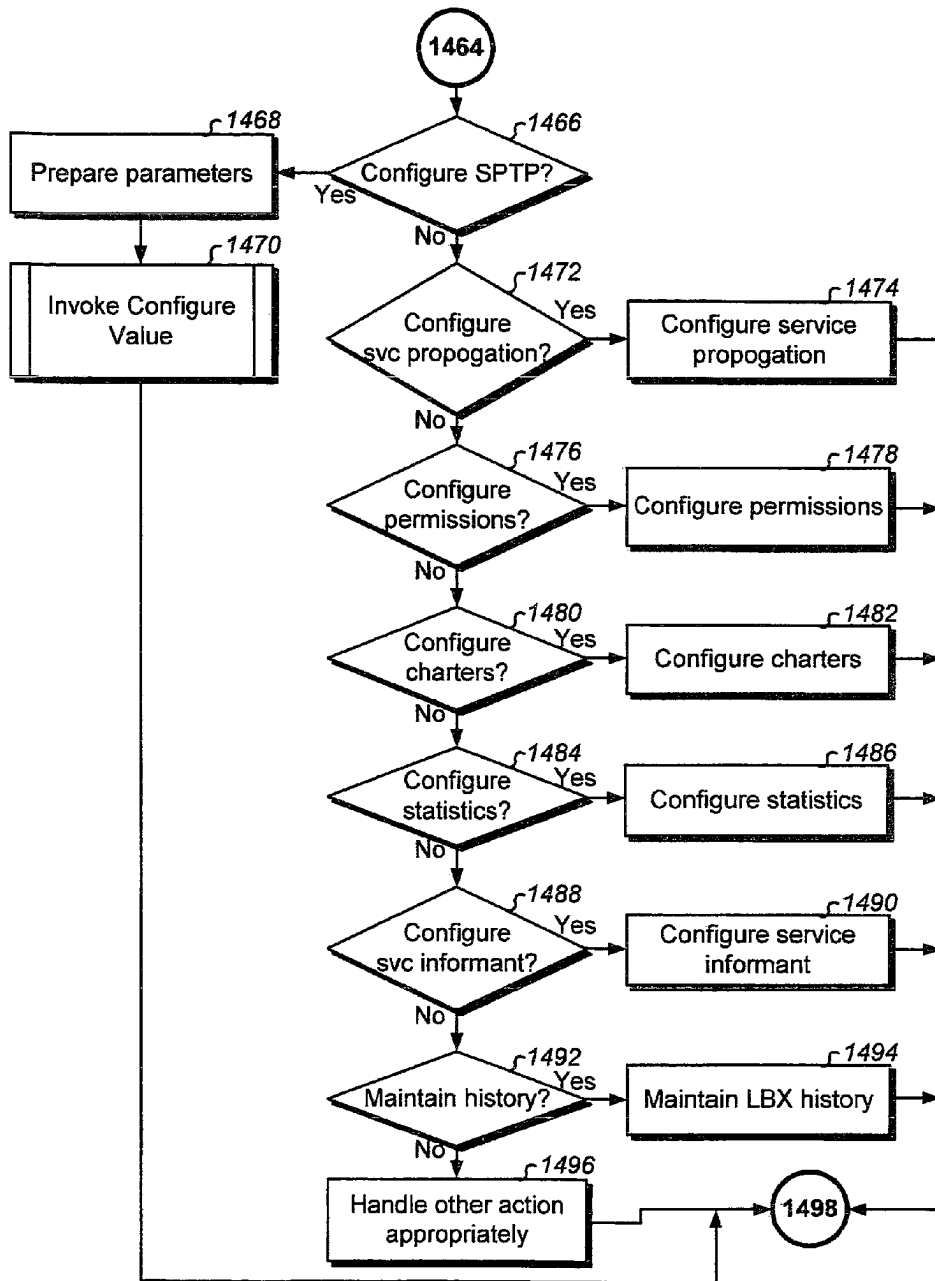 1464
1466
Configure SPTP?
Yes
No
1468
Prepare parameters
1470
Invoke Configure
Value
1472
Configure
svc propogation?
Yes
No
1474
Configure service
propogation
1476
Configure
permissions?
Yes
No
1478
Configure permissions
1480
Configure
charters?
Yes
No
1482
Configure charters
1484
Configure
statistics?
Yes
No
1486
Configure statistics
1488
Configure
svc informant?
Yes
No
1490
Configure service
informant
1492
Maintain history?
Yes
No
1494
Maintain LBX history
1496
Handle other action
appropriately
1498